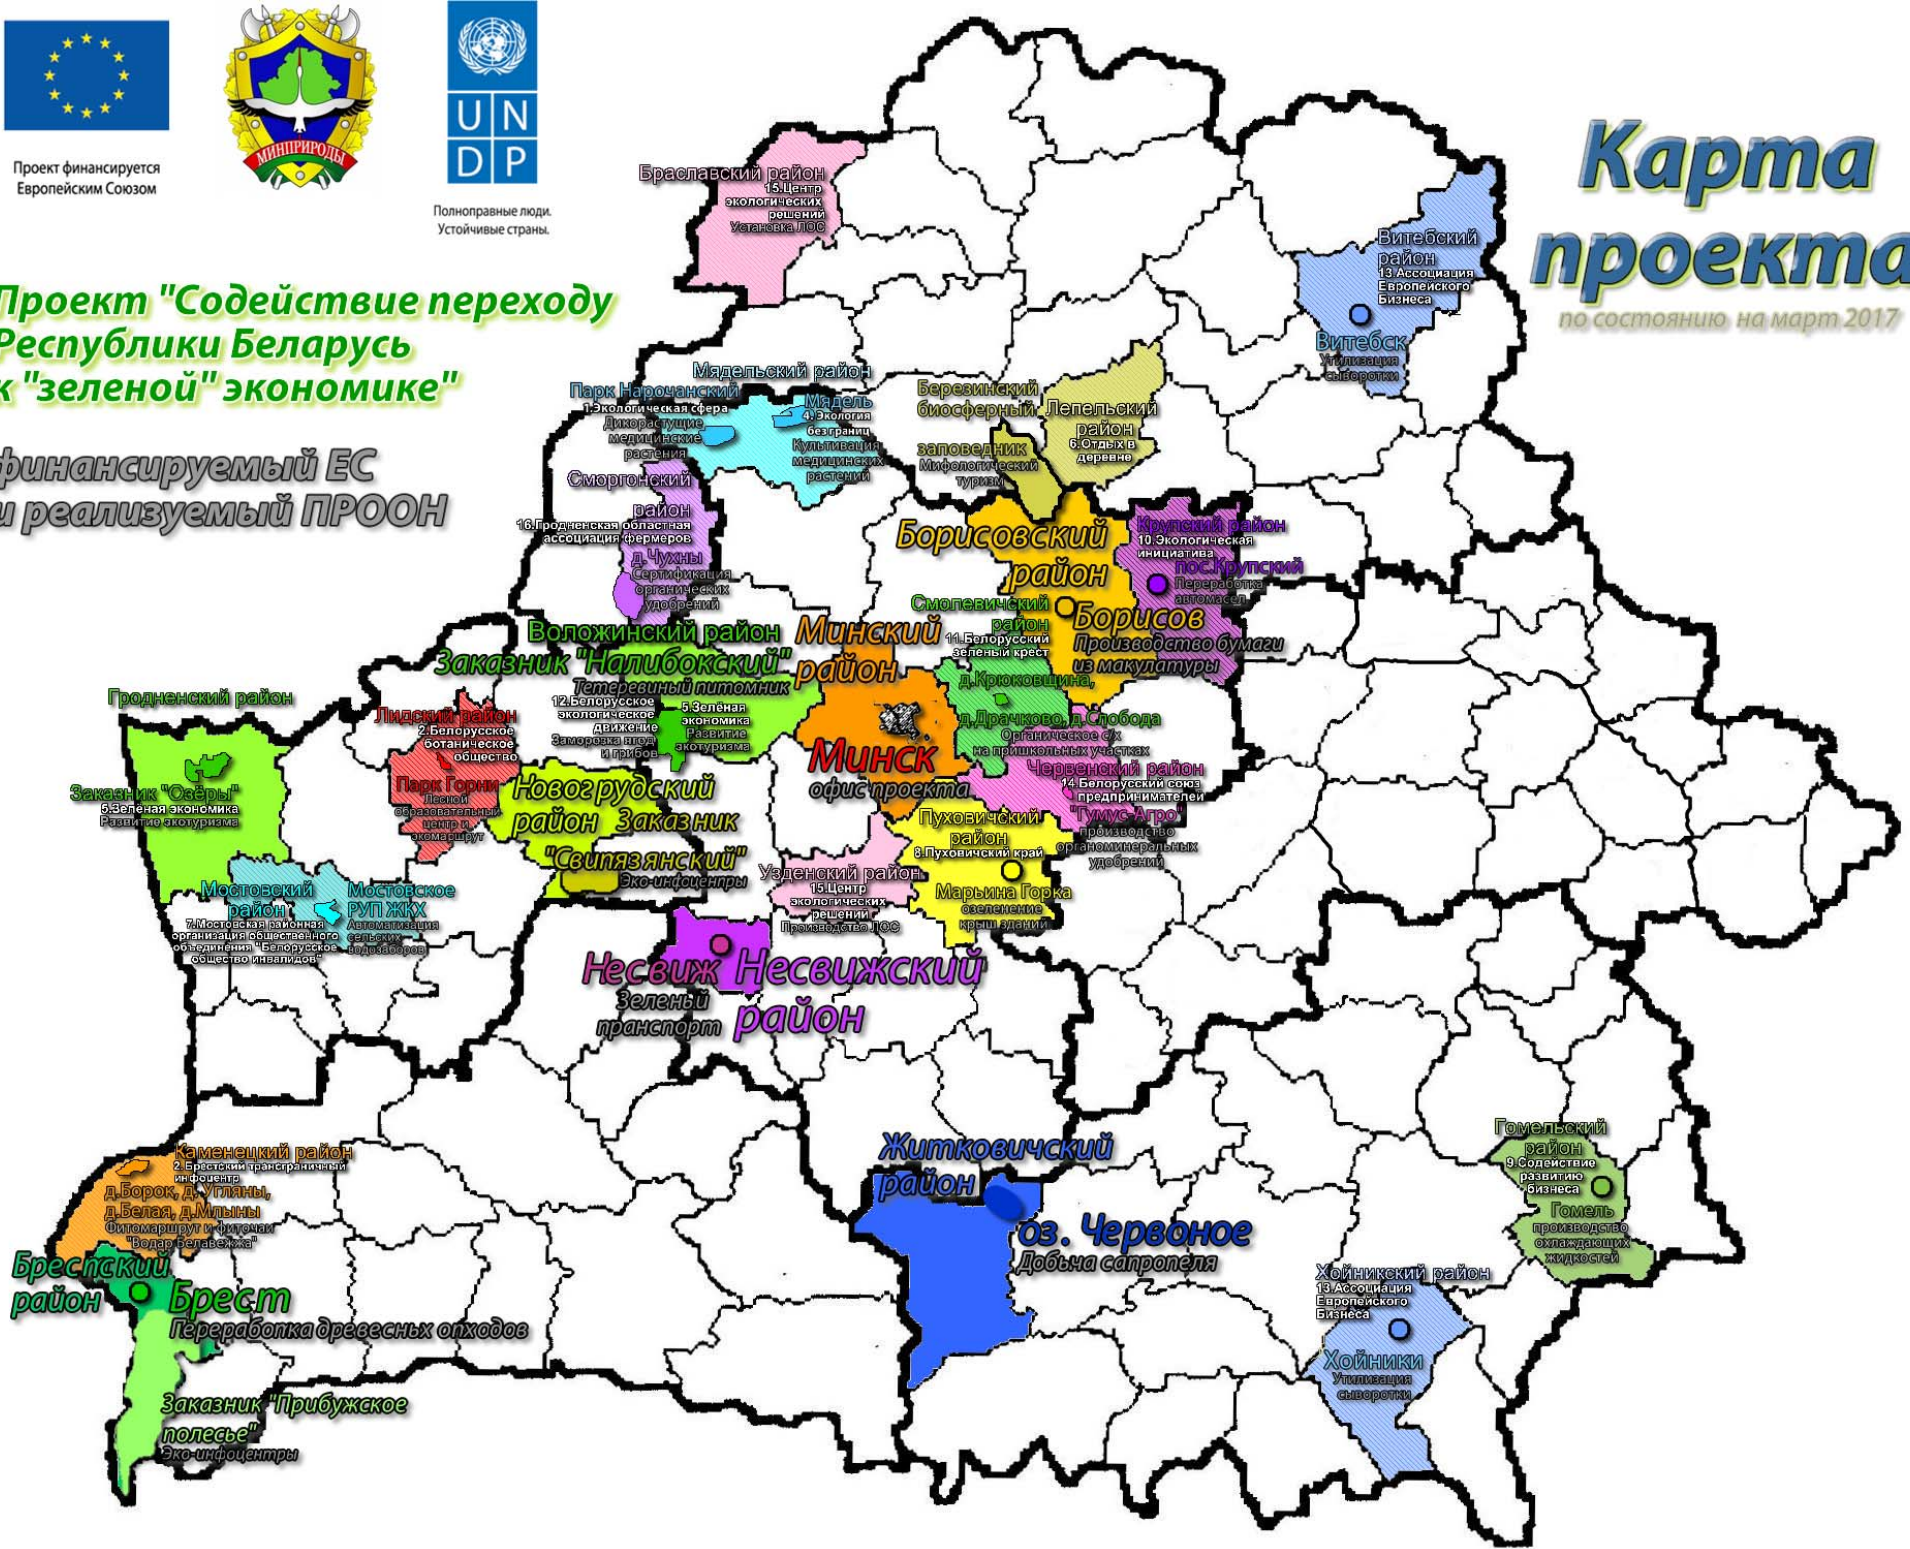 Проект финансируется
Европейским Союзом
МИНПРИРОДЫ
U N
D P
Полноправные люди.
Устойчивые страны.
Карта
проекта
по состоянию на март 2017
Проект "Содействие переходу
Республики Беларусь
к "зеленой" экономике"
финансируемый ЕС
и реализуемый ПРООН
Браславский район
15.Центр
экологических
решений
Установка ЛОС
Витебский
район
13.Ассоциация
Европейского
Бизнеса
Витебск
Утилизация
сыворотки
Мядельский район
Парк Нарочанский
1.Экологическая сфера
Дикорастущие
медицинские
растения
Мядель
4.Экология
без границ
Культивация
медицинских
растений
Березинский
биосферный
заповедник
Мифологический
туризм
Лепельский
район
6.Отдых в
деревне
Сморгонский
район
16.Гродненская областная
ассоциация фермеров
д.Чухны
Сертификация
органических
удобрений
Борисовский
район
Борисов
Производство бумаги
из макулатуры
Крупский район
10.Экологическая
инициатива
пос.Крупский
Переработка
автомасел
Смолевичский
район
11.Белорусский
зеленый крест
д.Крюковщина,
д.Драчково, д.Слобода
Органическое с/х
на пришкольных участках
Воложинский район
Заказник "Налибокский"
Тетеревиный питомник
12.Белорусское
экологическое
движение
Заморозка ягод
и грибов
5.Зелёная
экономика
Развитие
экотуризма
Минский
район
Минск
офис проекта
Червенский район
14.Белорусский союз
предпринимателей
"Гумус-Агро"
производство
органоминеральных
удобрений
Гродненский район
Заказник "Озёры"
5.Зелёная экономика
Развитие экотуризма
Лидский район
2.Белорусское
ботаническое
общество
Парк Горни
Лесной
образовательный
центр и
экомаршрут
Новогрудский
район Заказник
"Свитязянский"
Эко-инфоцентры
Пуховичский
район
8.Пуховичский край
Марьина Горка
озеленение
крыш зданий
Узденский район
15.Центр
экологических
решений
Производство ЛОС
Мостовский
район
7.Мостовская районная
организация общественного
объединения "Белорусское
общество инвалидов"
Мостовское
РУП ЖКХ
Автоматизация
сельских
водозаборов
Несвиж
Зеленый
транспорт
Несвижский
район
Каменецкий район
2.Брестский трансграничный
инфоцентр
д.Борок, д. Угляны,
д.Белая, д.Млыны
Фитомаршрут и фиточаи
"Водар Белавежжа"
Брестский
район
Брест
Переработка древесных отходов
Заказник "Прибужское
полесье"
Эко-инфоцентры
Житковичский
район
оз. Червоное
Добыча сапропеля
Гомельский
район
9.Содействие
развитию
бизнеса
Гомель
производство
охлаждающих
жидкостей
Хойникский район
13.Ассоциация
Европейского
Бизнеса
Хойники
Утилизация
сыворотки